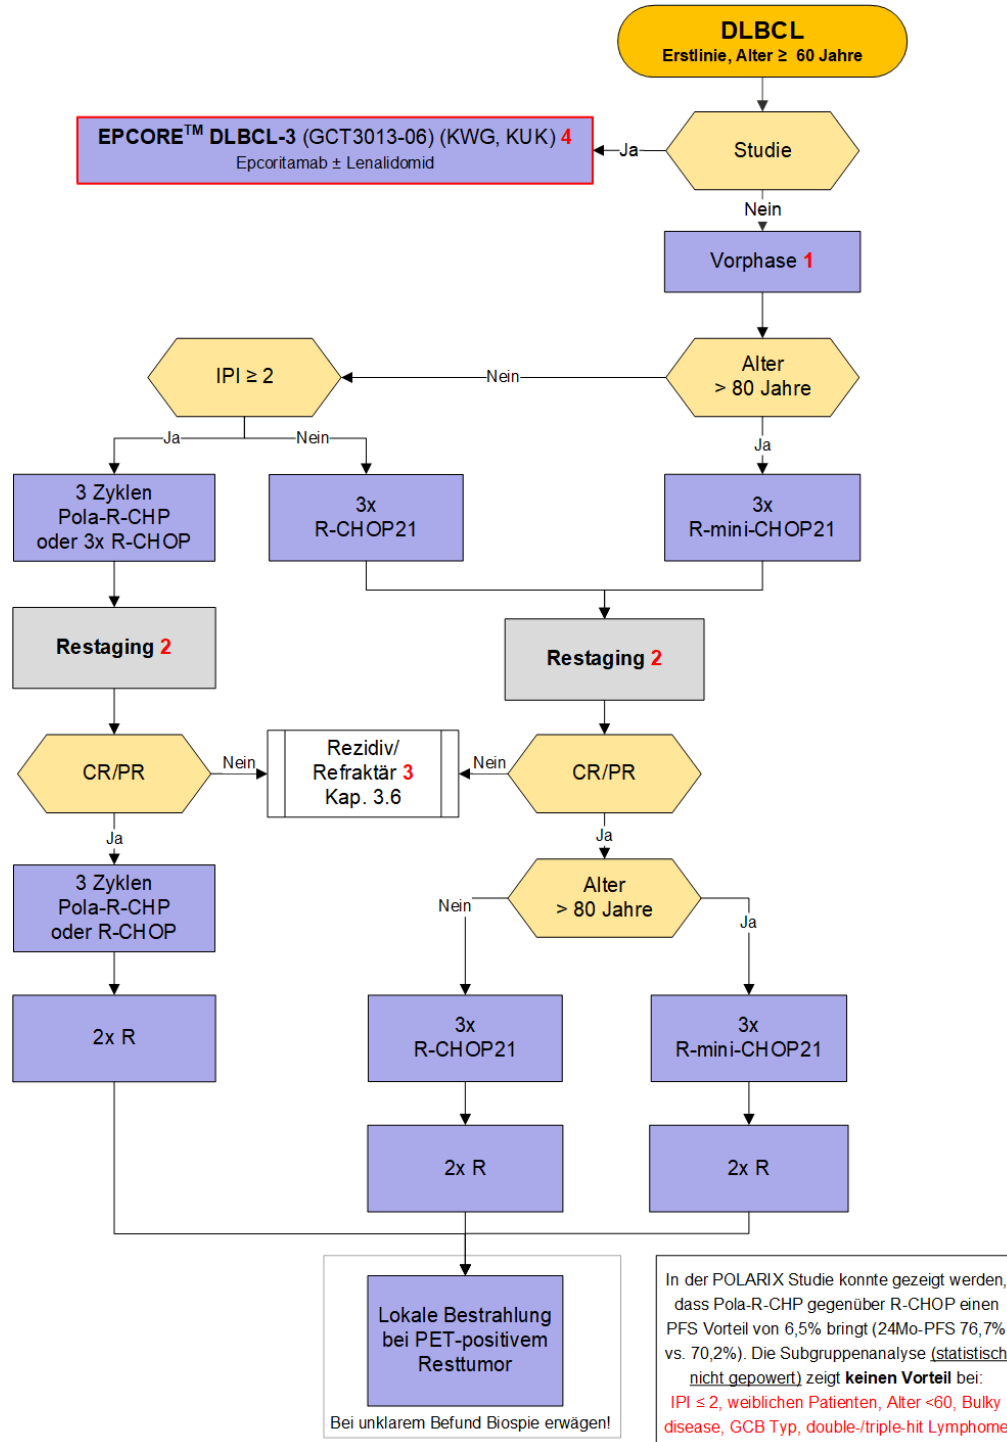 DLBCL
Erstlinie, Alter ≥ 60 Jahre
EPCORE™ DLBCL-3 (GCT3013-06) (KWG, KUK) 4
Epcoritamab ± Lenalidomid
Ja
Studie
Nein
Vorphase 1
IPI ≥ 2
Nein
Alter
> 80 Jahre
Ja
Nein
Ja
3 Zyklen
Pola-R-CHP
oder 3x R-CHOP
3x
R-CHOP21
3x
R-mini-CHOP21
Restaging 2
Restaging 2
CR/PR
Nein
Rezidiv/
Refraktär 3
Kap. 3.6
Nein
CR/PR
Ja
Ja
3 Zyklen
Pola-R-CHP
oder R-CHOP
Nein
Alter
> 80 Jahre
Ja
2x R
3x
R-CHOP21
3x
R-mini-CHOP21
2x R
2x R
Lokale Bestrahlung
bei PET-positivem
Resttumor
Bei unklarem Befund Biospie erwägen!
In der POLARIX Studie konnte gezeigt werden,
dass Pola-R-CHP gegenüber R-CHOP einen
PFS Vorteil von 6,5% bringt (24Mo-PFS 76,7%
vs. 70,2%). Die Subgruppenanalyse (statistisch
nicht gepowert) zeigt keinen Vorteil bei:
IPI ≤ 2, weiblichen Patienten, Alter <60, Bulky
disease, GCB Typ, double-/triple-hit Lymphome